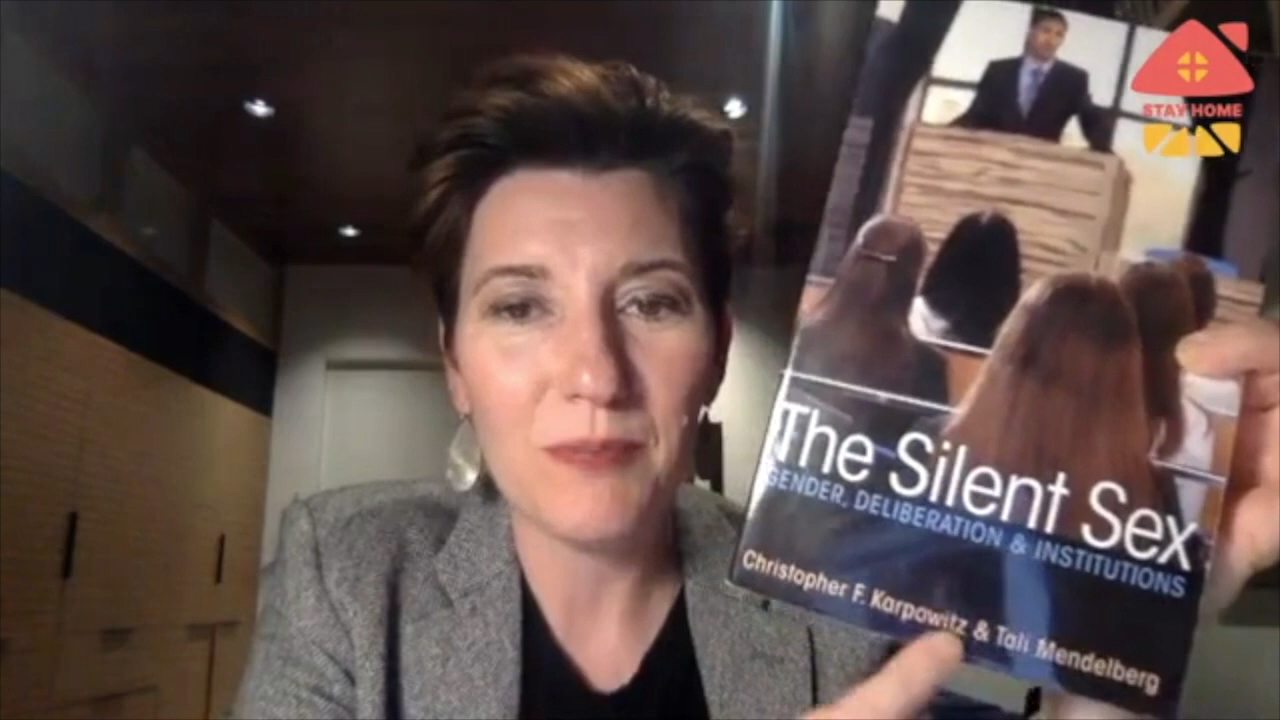 STAY HOME
The Silent Sex
GENDER, DELIBERATION & INSTITUTIONS
Christopher F. Karpowitz & Tali Mendelberg